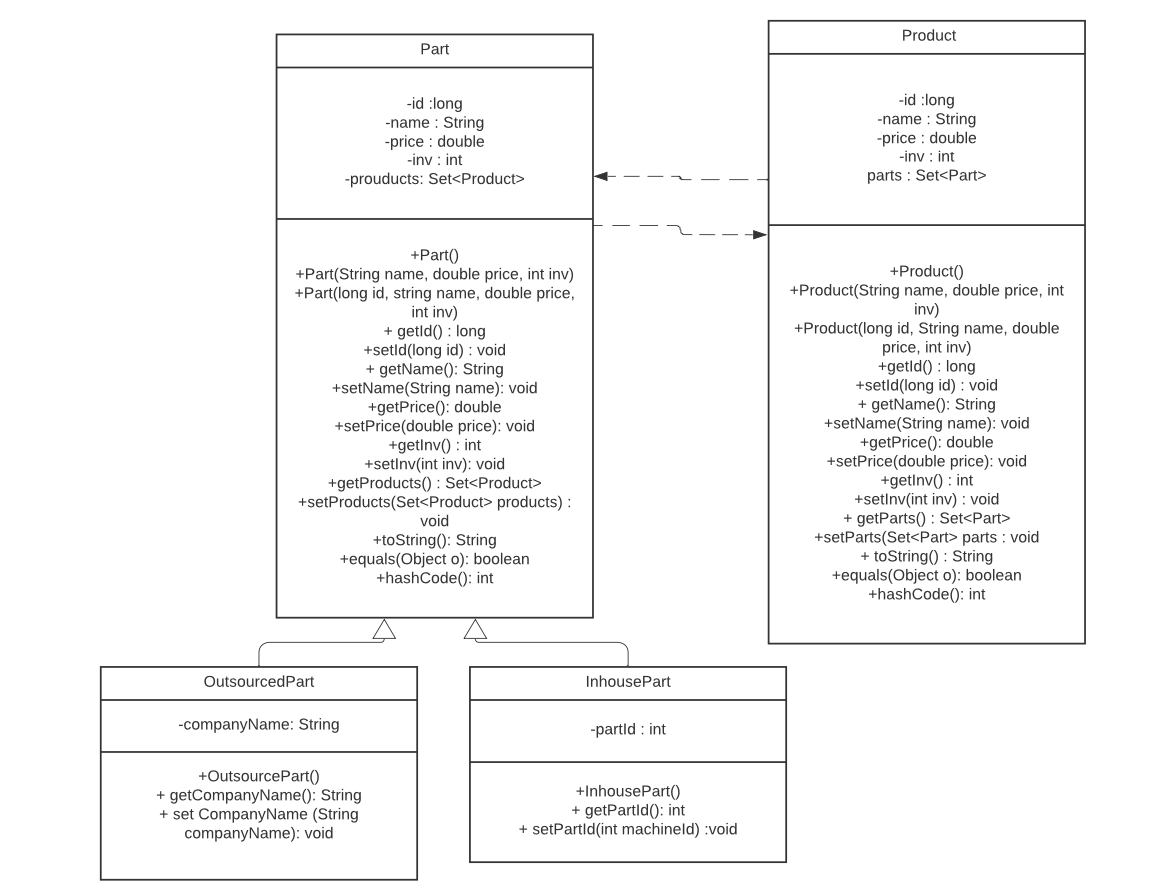 Part
-id :long
-name : String
-price : double
-inv : int
-prouducts: Set<Product>
+Part()
+Part(String name, double price, int inv)
+Part(long id, string name, double price,
int inv)
+ getId() : long
+setId(long id) : void
+ getName(): String
+setName(String name): void
+getPrice(): double
+setPrice(double price): void
+getInv() : int
+setInv(int inv): void
+getProducts() : Set<Product>
+setProducts(Set<Product> products) :
void
+toString(): String
+equals(Object o): boolean
+hashCode(): int
Product
-id :long
-name : String
-price : double
-inv : int
parts : Set<Part>
+Product()
+Product(String name, double price, int
inv)
+Product(long id, String name, double
price, int inv)
+getId() : long
+setId(long id) : void
+ getName(): String
+setName(String name): void
+getPrice(): double
+setPrice(double price): void
+getInv() : int
+setInv(int inv) : void
+ getParts() : Set<Part>
+setParts(Set<Part> parts : void
+ toString() : String
+equals(Object o): boolean
+hashCode(): int
OutsourcedPart
-companyName: String
+OutsourcePart()
+ getCompanyName(): String
+ set CompanyName (String
companyName): void
InhousePart
-partId : int
+InhousePart()
+ getPartId(): int
+ setPartId(int machineId) :void